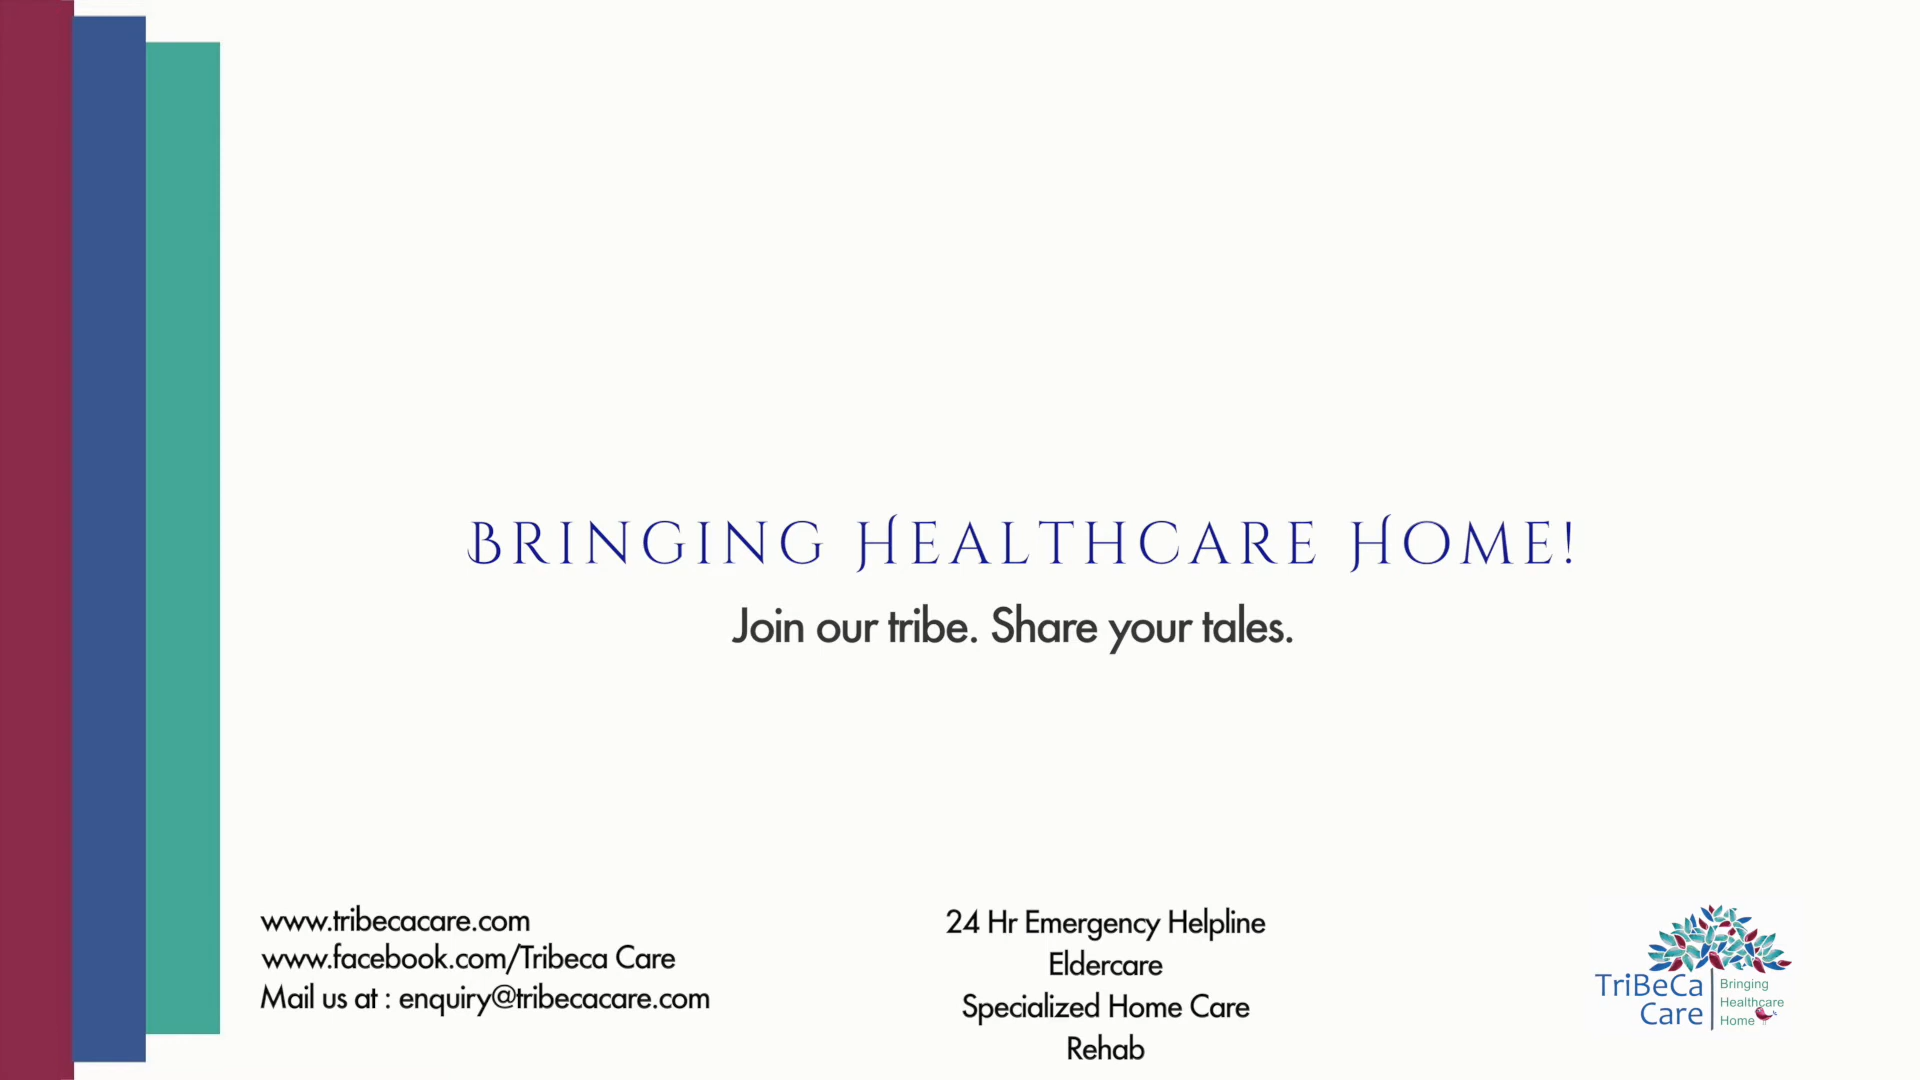 Bringing Healthcare Home!
Join our tribe. Share your tales.
www.tribecacare.com
www.facebook.com/Tribeca Care
Mail us at : enquiry@tribecacare.com
24 Hr Emergency Helpline
Eldercare
Specialized Home Care
Rehab
TriBeCa
Care
Bringing
Healthcare
Home